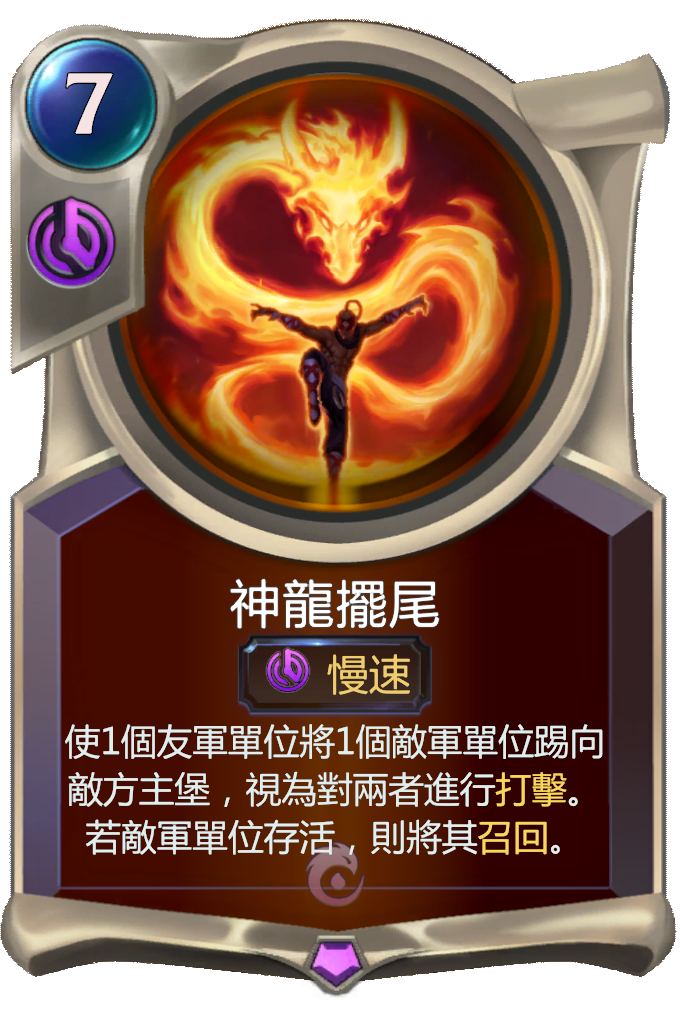 7
神龍擺尾
慢速
使1個友軍單位將1個敵軍單位踢向
敵方主堡，視為對兩者進行打擊。
若敵軍單位存活，則將其召回。